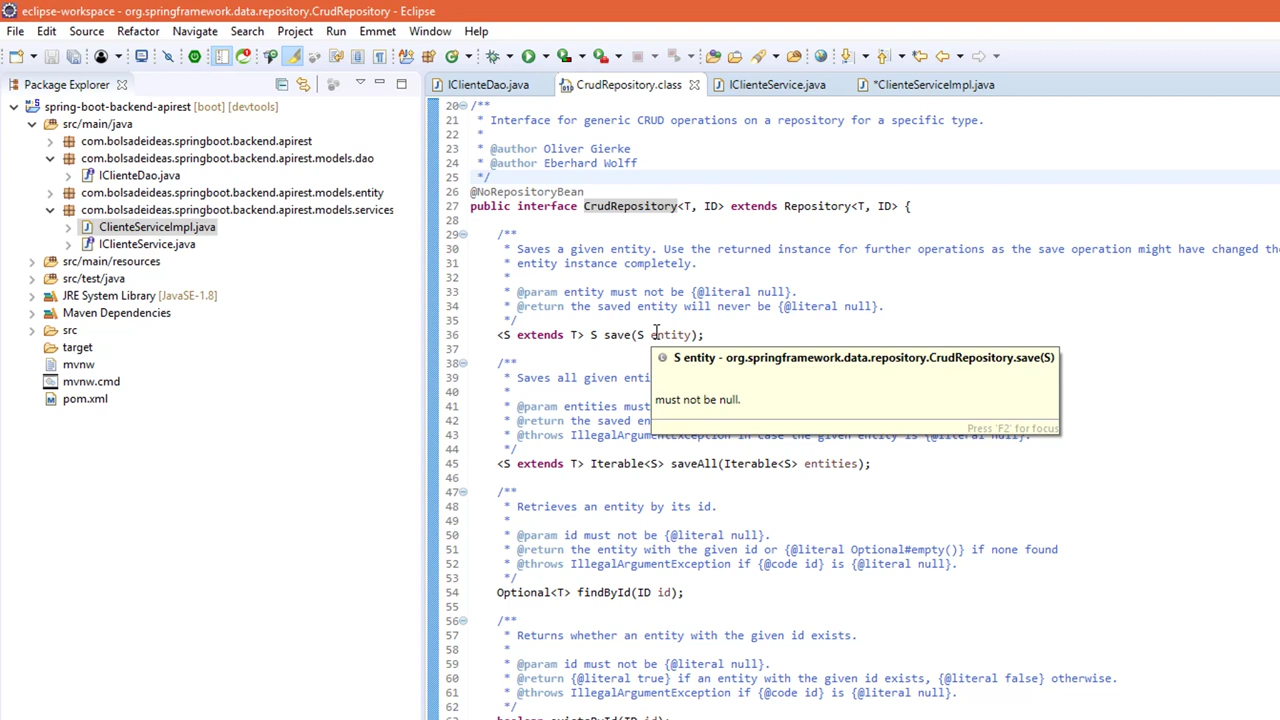 eclipse-workspace - org.springframework.data.repository.CrudRepository - Eclipse
File Edit Source Refactor Navigate Search Project Run Emmet Window Help
Package Explorer
spring-boot-backend-apirest [boot] [devtools]
src/main/java
com.bolsadeideas.springboot.backend.apirest
com.bolsadeideas.springboot.backend.apirest.models.dao
IClienteDao.java
com.bolsadeideas.springboot.backend.apirest.models.entity
com.bolsadeideas.springboot.backend.apirest.models.services
ClienteServiceImpl.java
IClienteService.java
src/main/resources
src/test/java
JRE System Library [JavaSE-1.8]
Maven Dependencies
src
target
mvnw
mvnw.cmd
pom.xml
IClienteDao.java CrudRepository.class IClienteService.java *ClienteServiceImpl.java
20 /**
21 * Interface for generic CRUD operations on a repository for a specific type.
22 *
23 * @author Oliver Gierke
24 * @author Eberhard Wolff
25 */
26 @NoRepositoryBean
27 public interface CrudRepository<T, ID> extends Repository<T, ID> {
28
29 /**
30 * Saves a given entity. Use the returned instance for further operations as the save operation might have changed the
31 * entity instance completely.
32 *
33 * @param entity must not be {@literal null}.
34 * @return the saved entity will never be {@literal null}.
35 */
36 <S extends T> S save(S entity);
37
38 /**
39 * Saves all given enti
40 *
41 * @param entities must
42 * @return the saved en
43 * @throws IllegalArgumentException in case the given entity is {@literal null}.
44 */
45 <S extends T> Iterable<S> saveAll(Iterable<S> entities);
46
47 /**
48 * Retrieves an entity by its id.
49 *
50 * @param id must not be {@literal null}.
51 * @return the entity with the given id or {@literal Optional#empty()} if none found
52 * @throws IllegalArgumentException if {@code id} is {@literal null}.
53 */
54 Optional<T> findById(ID id);
55
56 /**
57 * Returns whether an entity with the given id exists.
58 *
59 * @param id must not be {@literal null}.
60 * @return {@literal true} if an entity with the given id exists, {@literal false} otherwise.
61 * @throws IllegalArgumentException if {@code id} is {@literal null}.
62 */
63 boolean existsById(ID id);
S entity - org.springframework.data.repository.CrudRepository.save(S)
must not be null.
Press 'F2' for focus